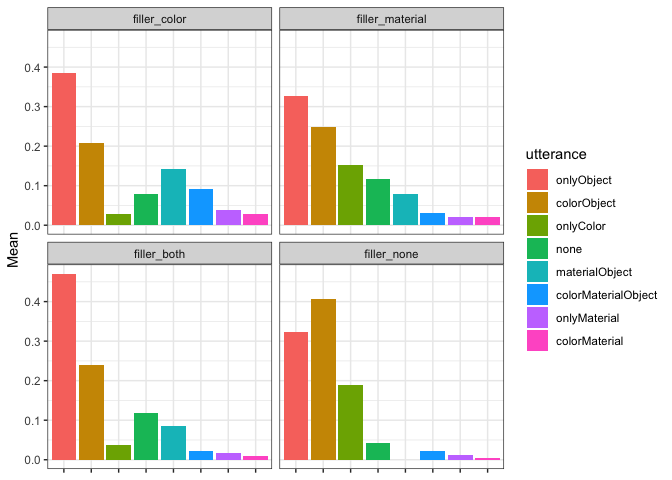 filler_color
filler_material
0.4
0.3
0.2
0.1
0.0
filler_both
filler_none
0.4
0.3
0.2
0.1
0.0
Mean
utterance
onlyObject
colorObject
onlyColor
none
materialObject
colorMaterialObject
onlyMaterial
colorMaterial